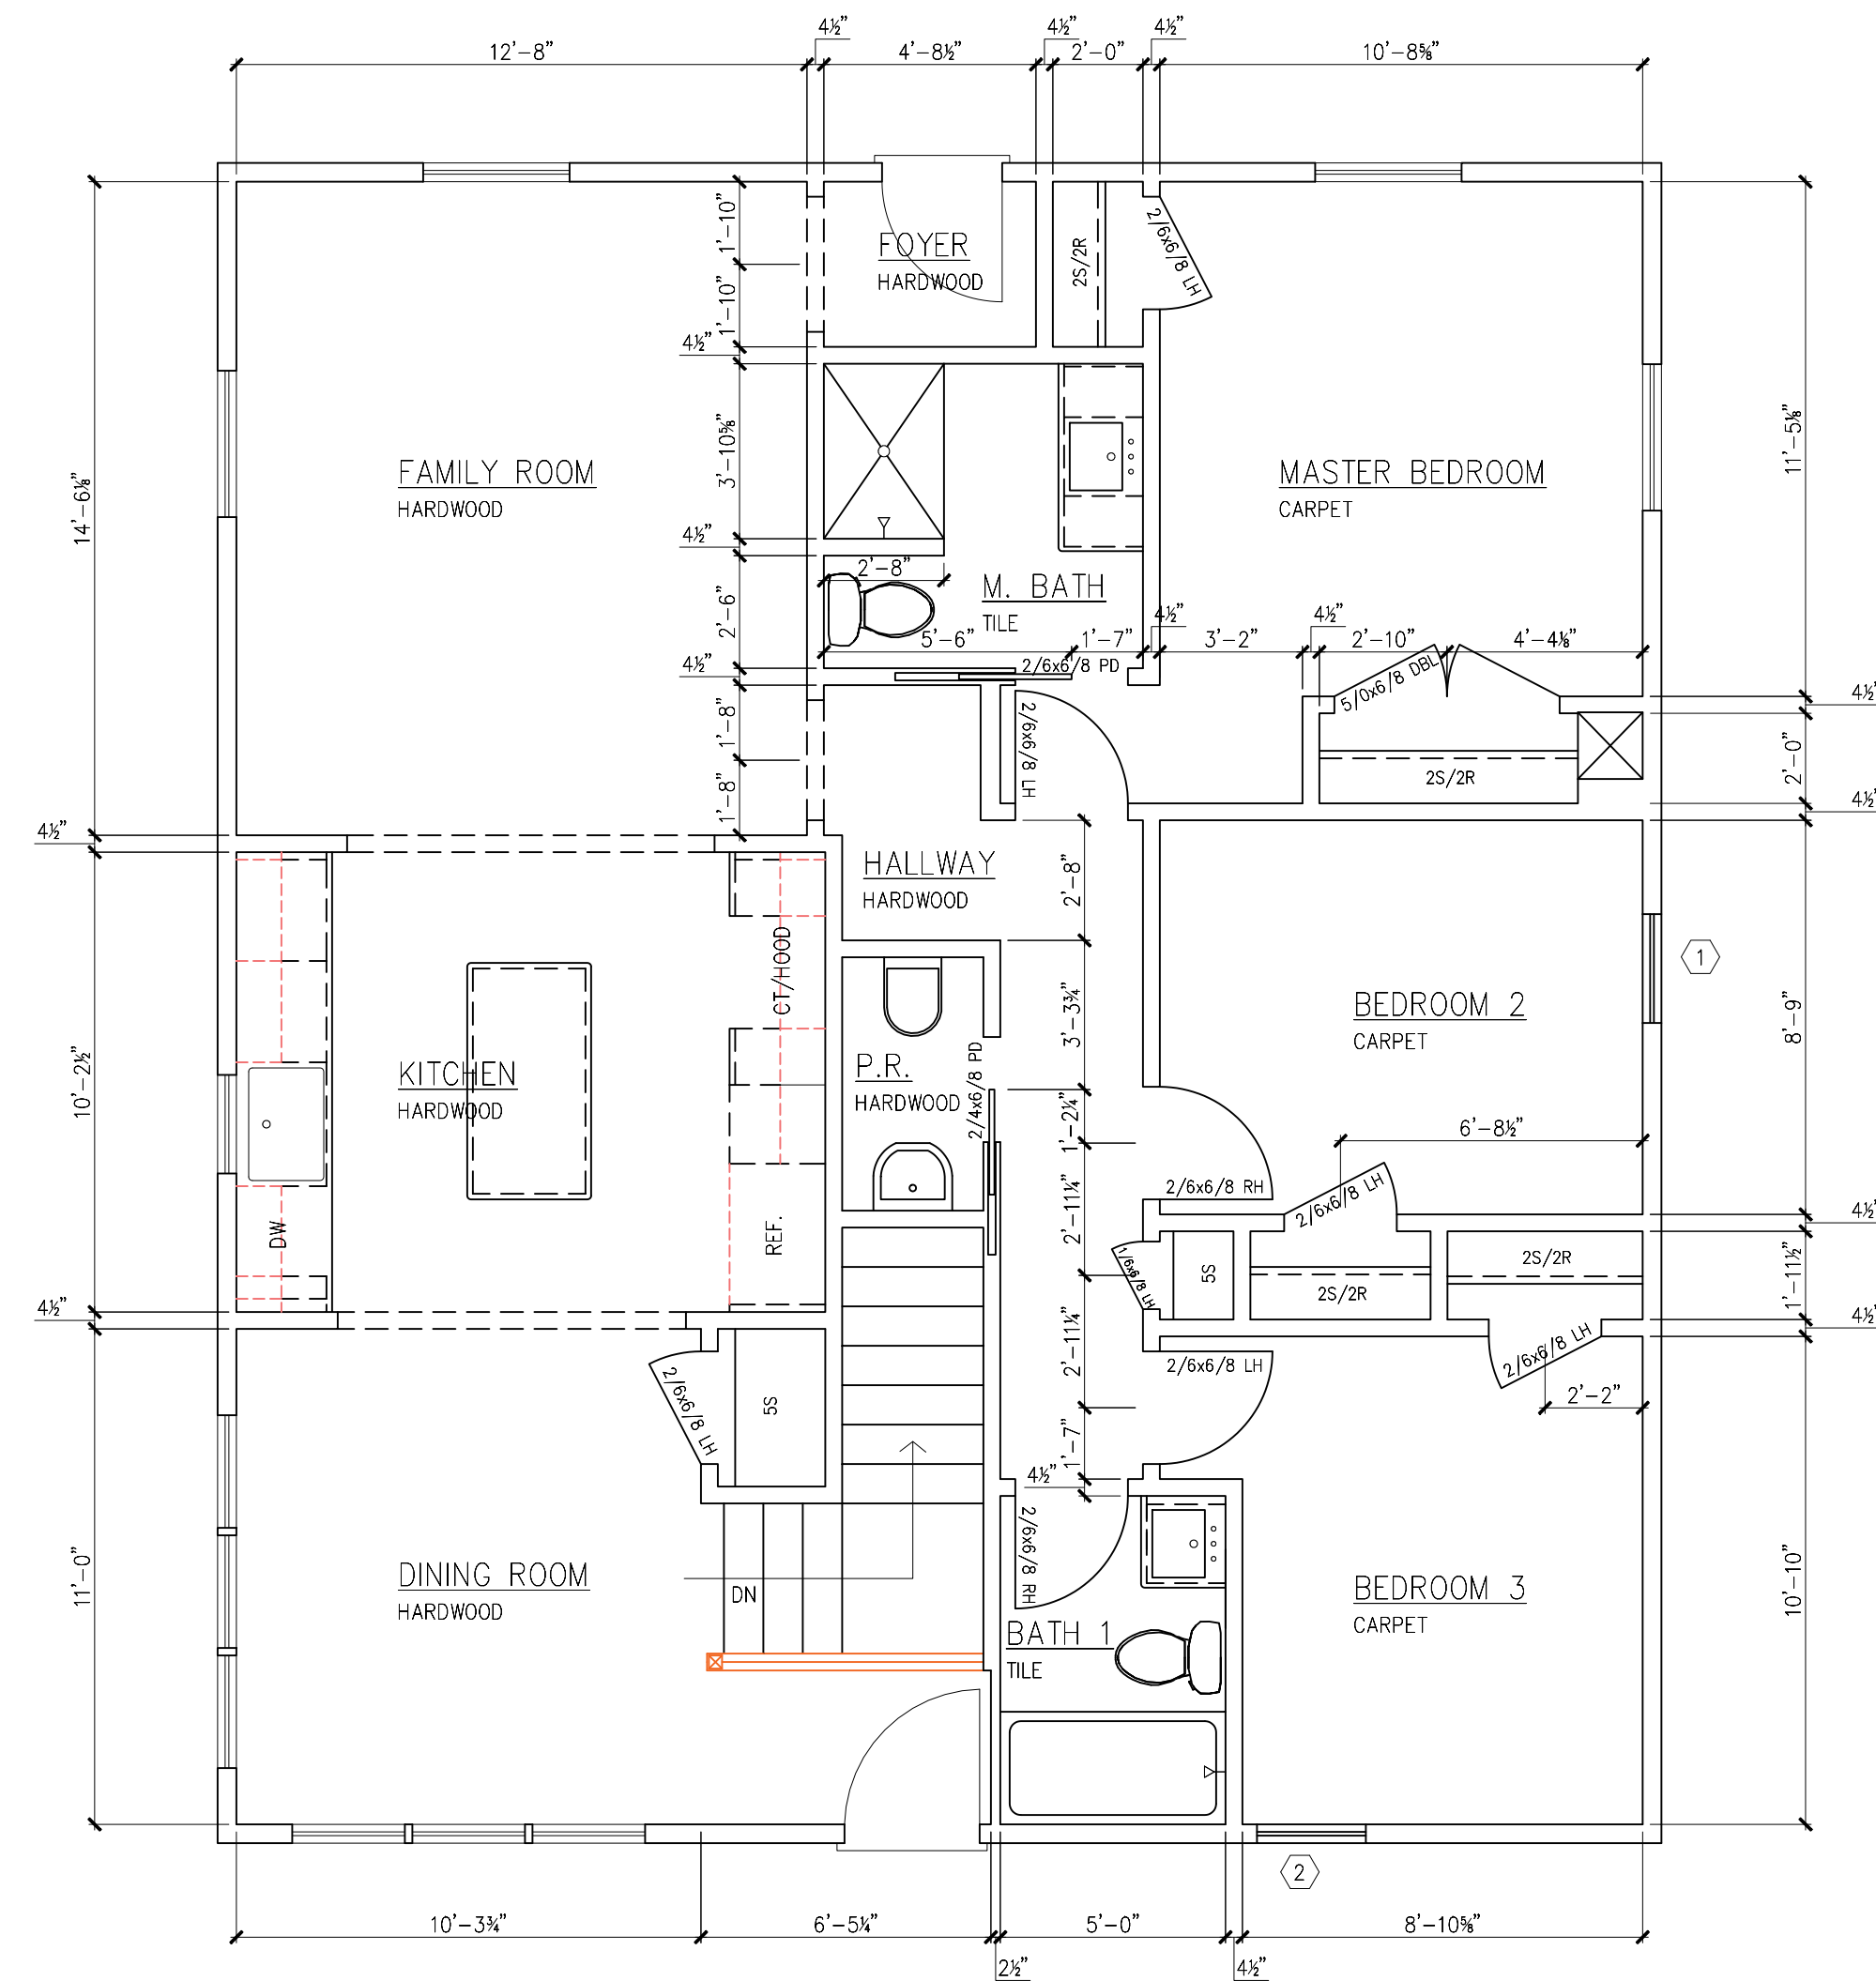 4½" 4½" 4½"
12'-8" 4'-8½" 2'-0" 10'-8⅝"
1'-10"
FOYER
HARDWOOD
2S/2R
2/6x6/8 LH
1'-10"
4½"
FAMILY ROOM
HARDWOOD
14'-6⅛"
3'-10⅝"
MASTER BEDROOM
CARPET
11'-5⅛"
4½"
2'-8"
M. BATH
TILE
2'-6"
5'-6" 1'-7" 4½" 3'-2" 4½" 2'-10" 4'-4⅛"
4½"
2/6x6/8 PD
5/0x6/8 DBL
4½"
1'-8"
2/6x6/8 LH
2S/2R
2'-0"
1'-8"
4½"
4½"
HALLWAY
HARDWOOD
2'-8"
CT/HOOD
3'-3¾"
1
BEDROOM 2
CARPET
8'-9"
10'-2½"
KITCHEN
HARDWOOD
P.R.
HARDWOOD
2/4x6/8 PD
1'-2¼"
6'-8½"
2/6x6/8 RH
2/6x6/8 LH
4½"
DW
REF.
2'-11¼"
1/6x6/8 LH
5S
2S/2R
2S/2R
1'-11½"
4½"
4½"
2/6x6/8 LH
5S
2'-11¼"
2/6x6/8 LH
2/6x6/8 LH
2'-2"
1'-7"
4½"
2/6x6/8 RH
11'-0"
DINING ROOM
HARDWOOD
DN
BATH 1
TILE
BEDROOM 3
CARPET
10'-10"
2
10'-3¾" 6'-5¼" 5'-0" 8'-10⅝"
2½" 4½"